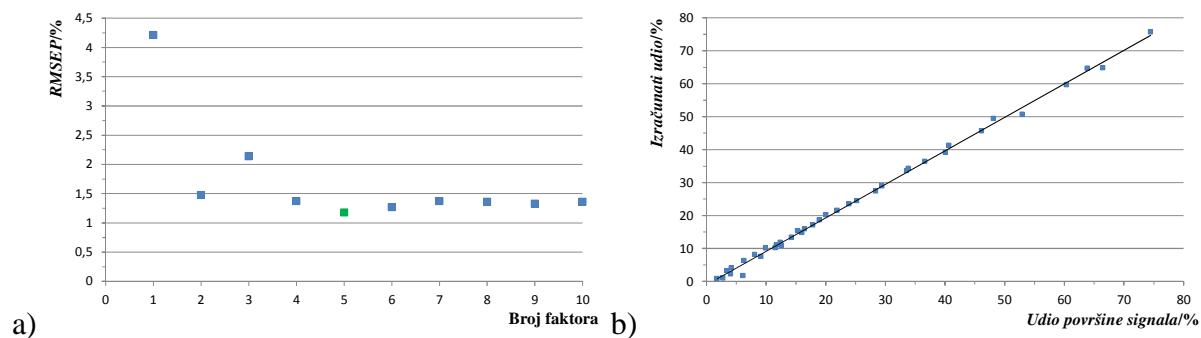 RMSEP/%
4,5
4
3,5
3
2,5
2
1,5
1
0,5
0
0 1 2 3 4 5 6 7 8 9 10
Broj faktora
a)
Izračunati udio/%
80
70
60
50
40
30
20
10
0
0 10 20 30 40 50 60 70 80
Udio površine signala/%
b)